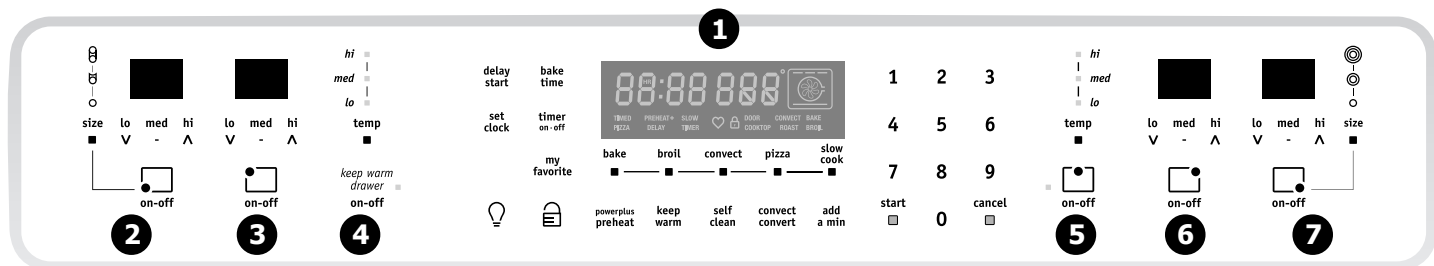 1
hi
med
lo
size
lo med hi
lo med hi
temp
keep warm
drawer
on-off
on-off
on-off
2
3
4
delay
start
bake
time
set
clock
timer
on-off
my
favorite
88:88 888°
HR
TIMED PREHEAT SLOW DOOR CONVECT BAKE
PIZZA DELAY TIMER COOKTOP ROAST BROIL
bake broil convect pizza slow
cook
powerplus
preheat
keep
warm
self
clean
convect
convert
add
a min
1 2 3
4 5 6
7 8 9
start
0
cancel
hi
med
lo
temp
lo med hi
lo med hi
size
on-off
on-off
on-off
5
6
7